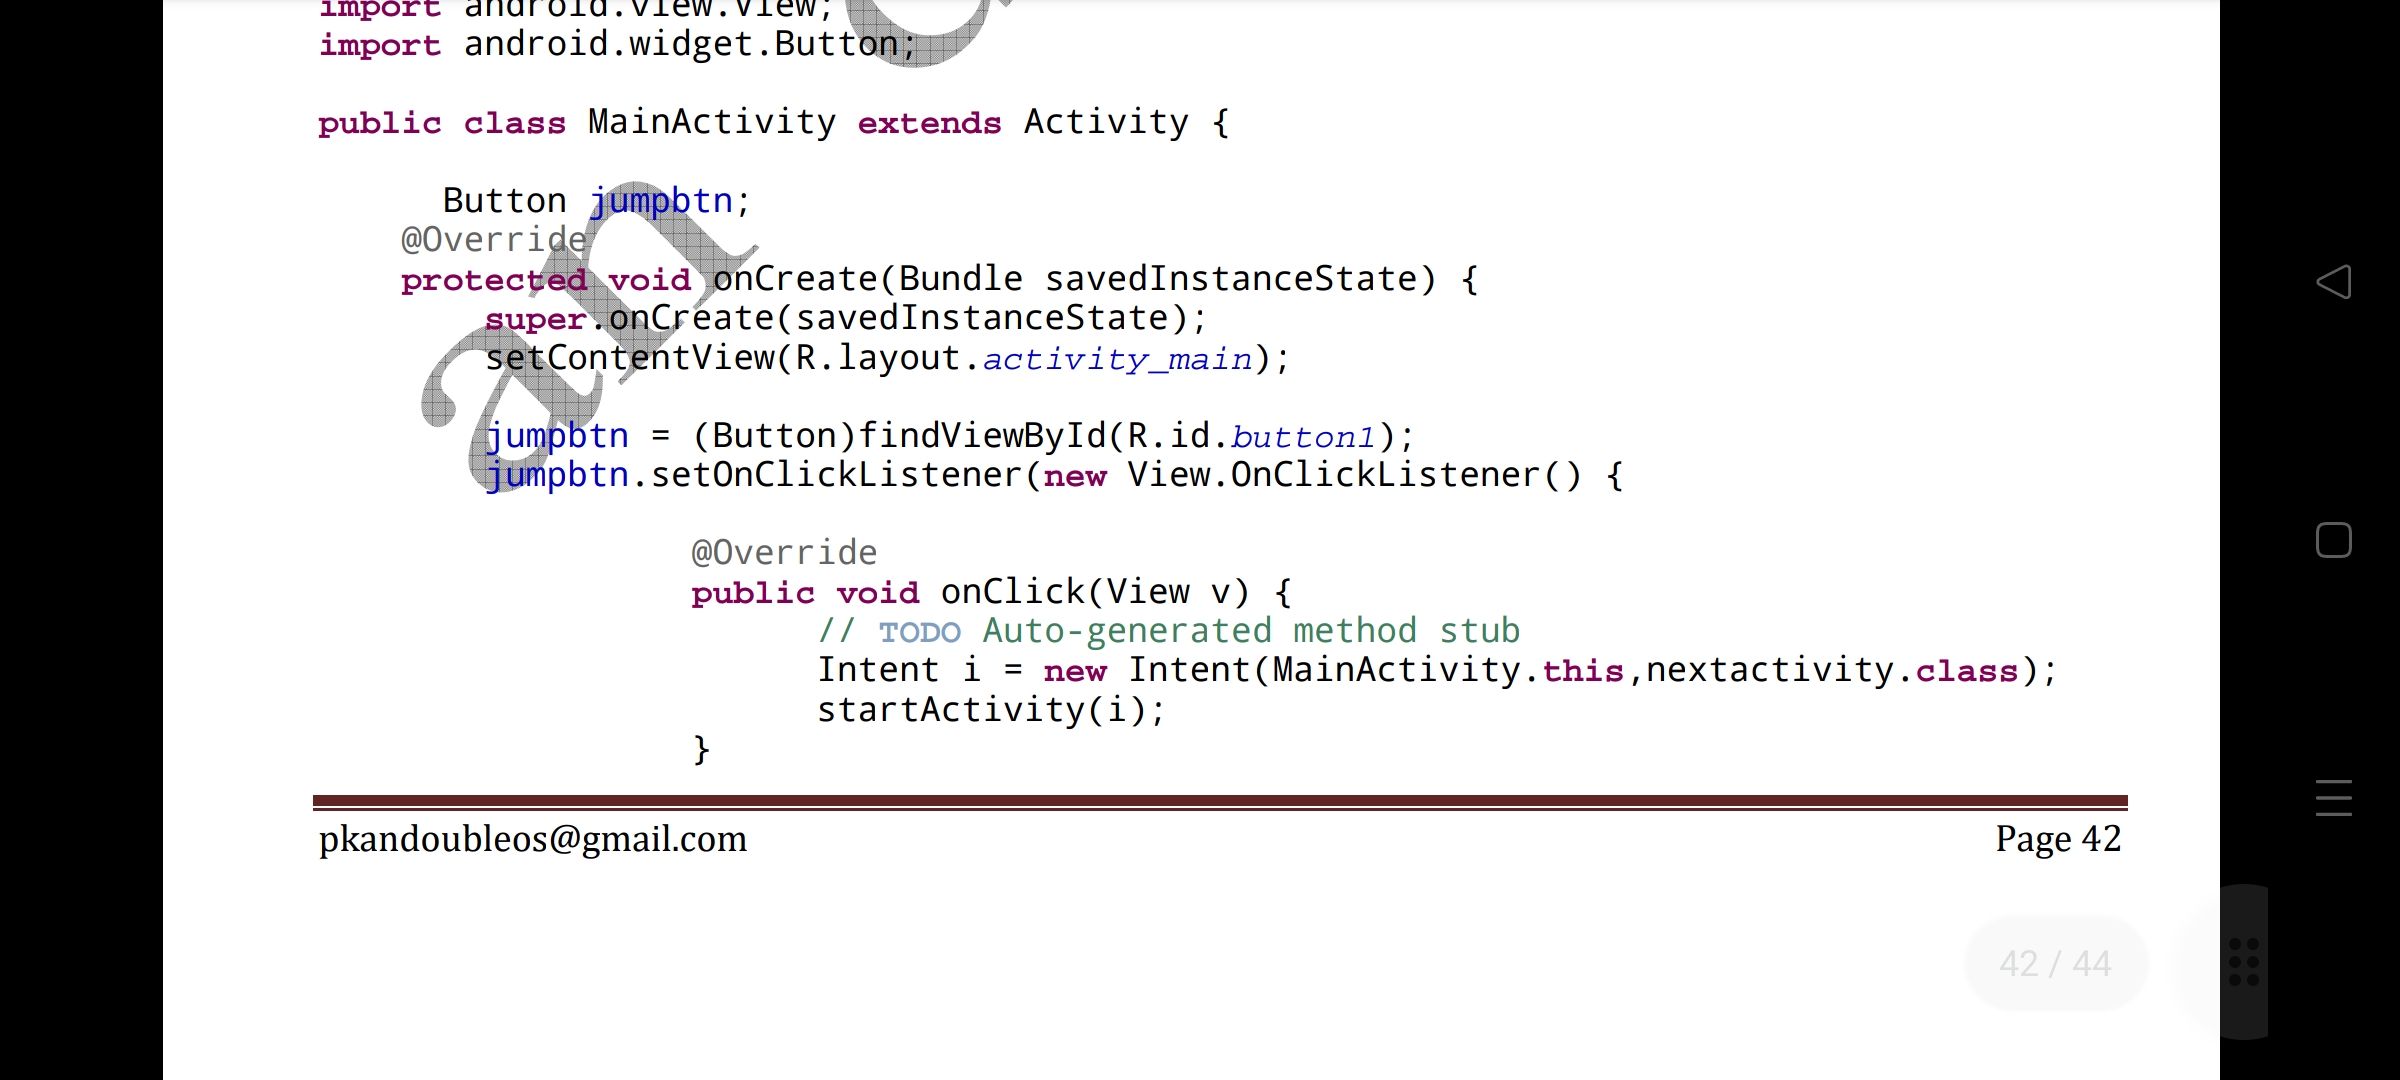 import android.view.View;
import android.widget.Button;
public class MainActivity extends Activity {
Button jumpbtn;
@Override
protected void onCreate(Bundle savedInstanceState) {
super.onCreate(savedInstanceState);
setContentView(R.layout.activity_main);
jumpbtn = (Button)findViewById(R.id.button1);
jumpbtn.setOnClickListener(new View.OnClickListener() {
@Override
public void onClick(View v) {
// TODO Auto-generated method stub
Intent i = new Intent(MainActivity.this,nextactivity.class);
startActivity(i);
}
pkandoubleos@gmail.com
Page 42
42 / 44
an